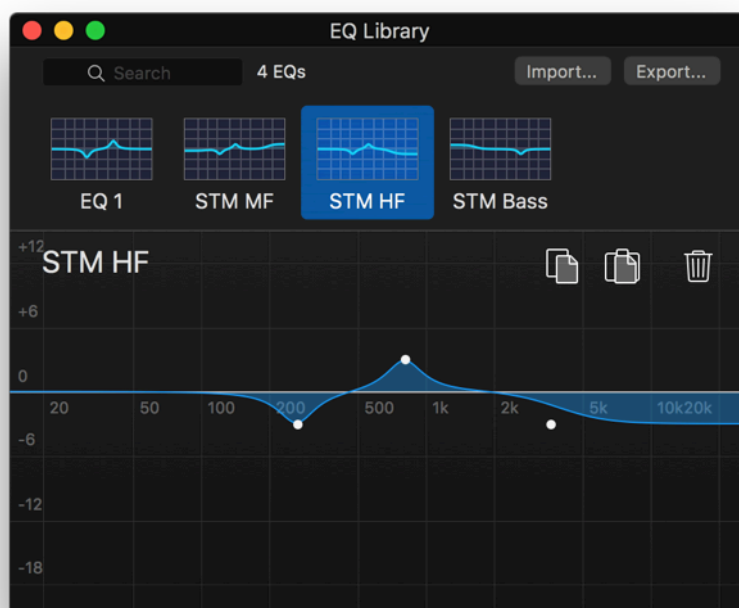 EQ Library
Search 4 EQs Import... Export...
EQ 1 STM MF STM HF STM Bass
+12
STM HF
+6
0
20 50 100 200 500 1k 2k 5k 10k20k
-6
-12
-18